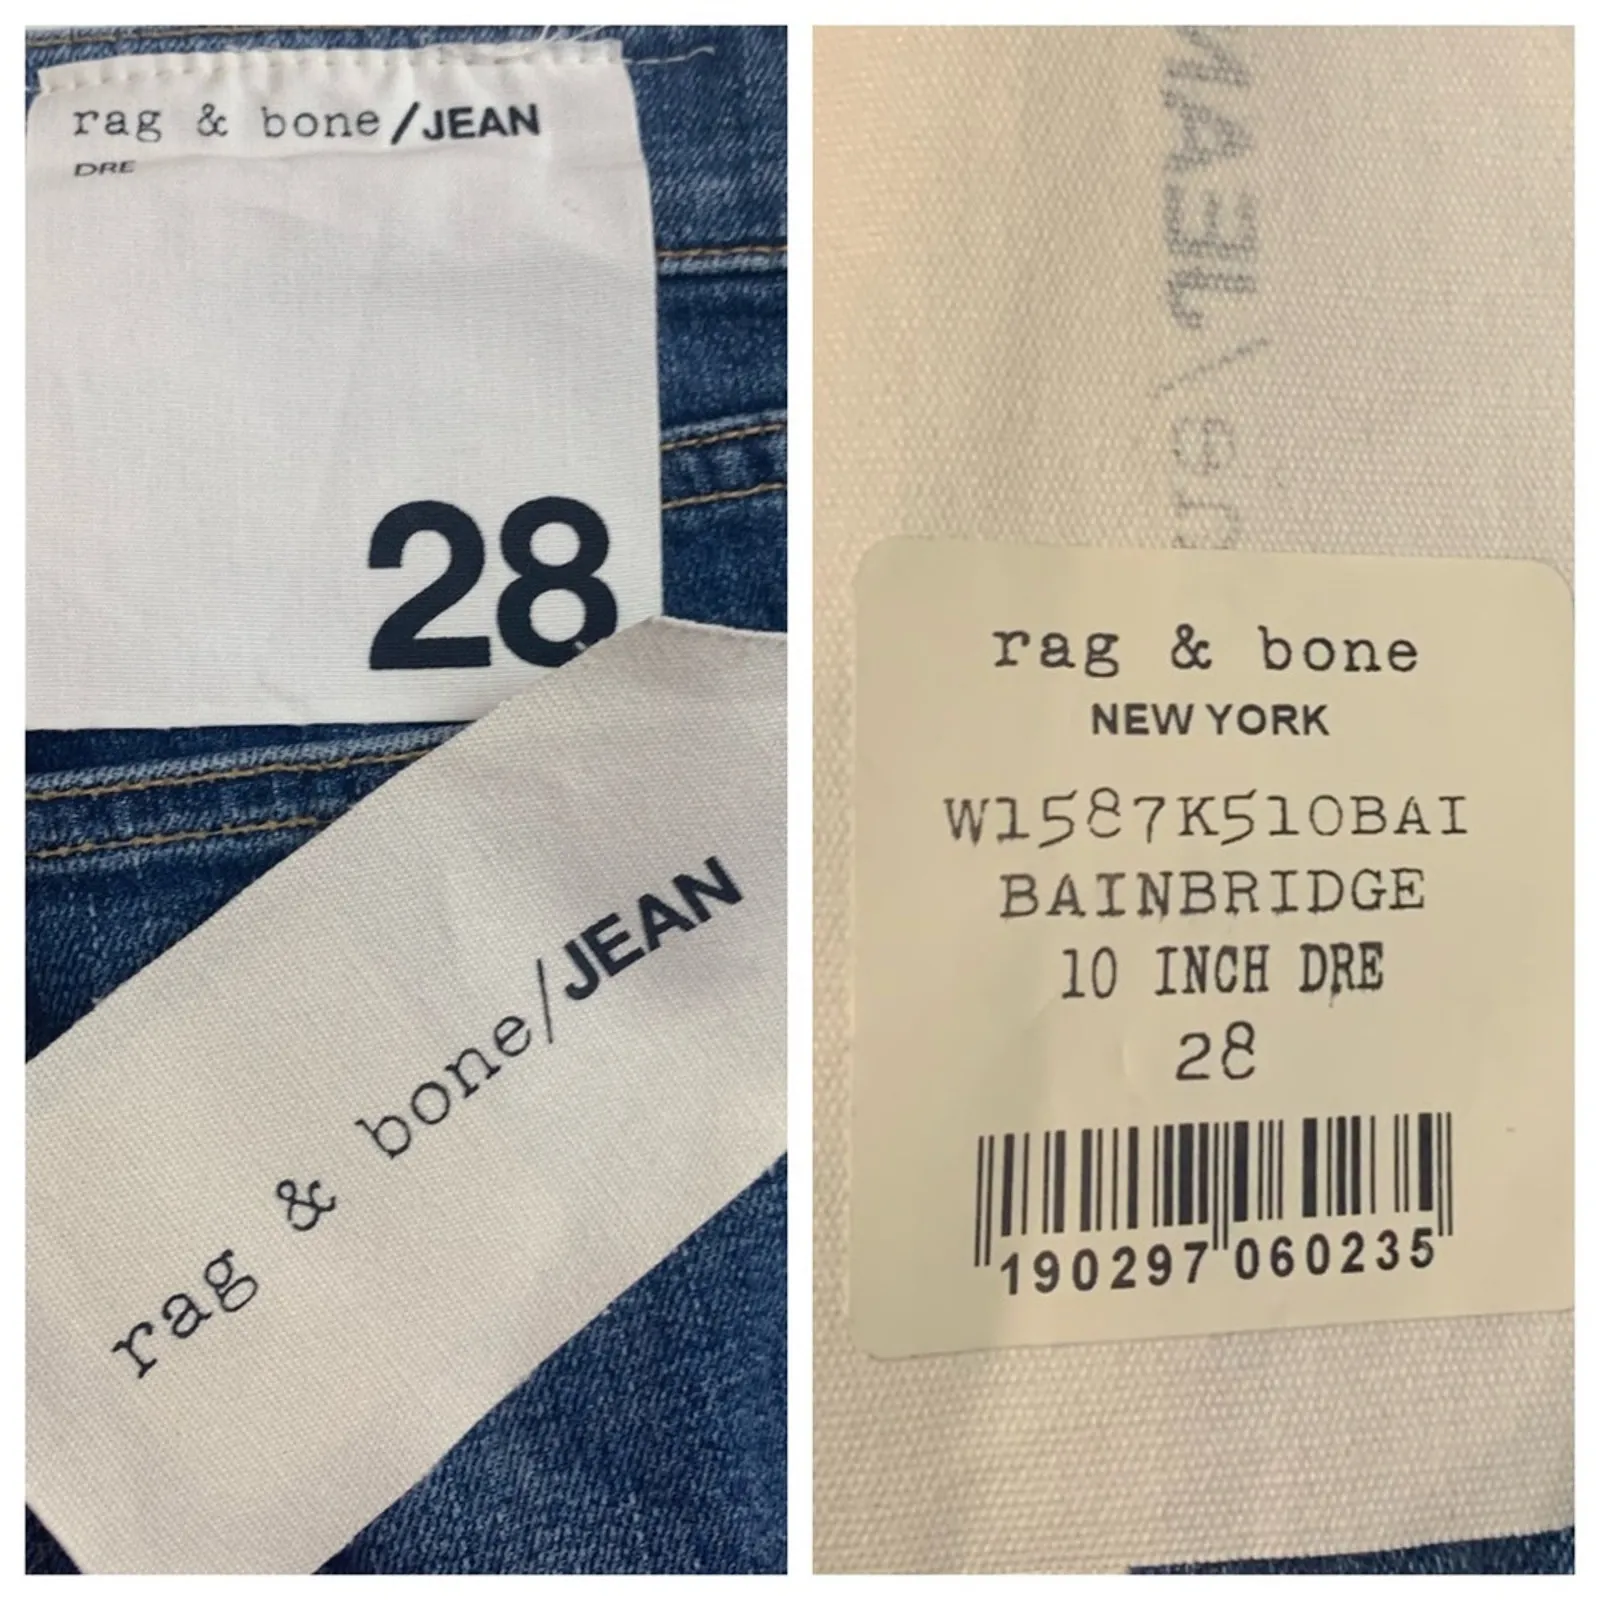 rag & bone/JEAN
DRE
28
rag & bone/JEAN
rag & bone
NEW YORK
W1587K510BAI
BAINBRIDGE
10 INCH DRE
28
190297 060235